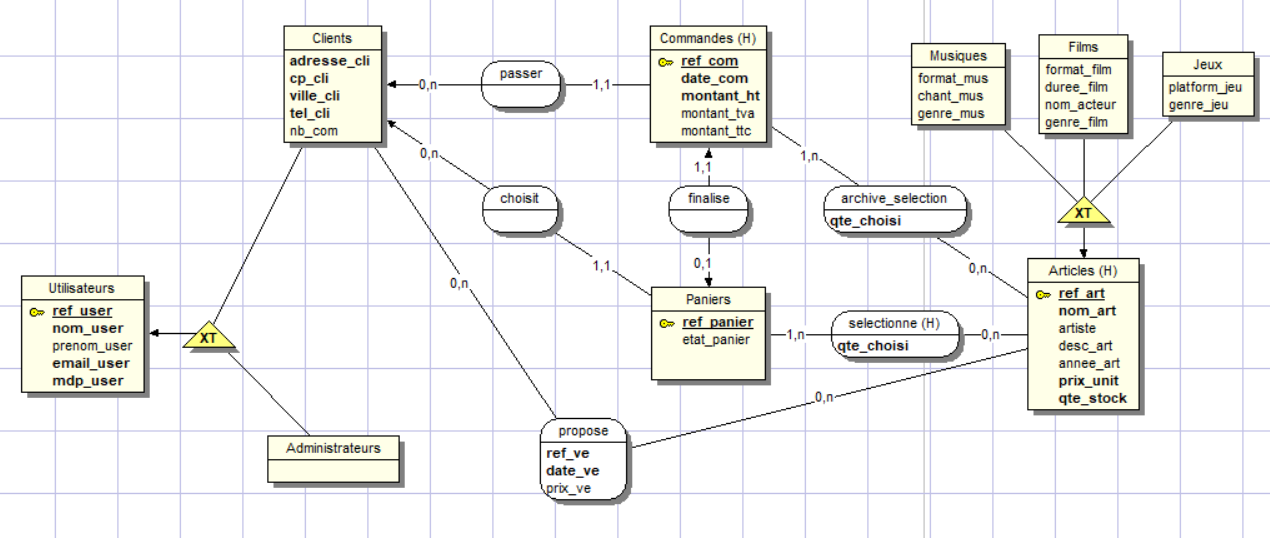 Clients
adresse_cli
cp_cli
ville_cli
tel_cli
nb_com
passer
0,n
1,1
Commandes (H)
ref_com
date_com
montant_ht
montant_tva
montant_ttc
Musiques
format_mus
chant_mus
genre_mus
Films
format_film
duree_film
nom_acteur
genre_film
Jeux
platform_jeu
genre_jeu
XT
0,n
choisit
1,1
1,1
finalise
0,1
1,n
archive_selection
qte_choisi
0,n
Utilisateurs
ref_user
nom_user
prenom_user
email_user
mdp_user
XT
Administrateurs
Paniers
ref_panier
etat_panier
1,n
selectionne (H)
qte_choisi
0,n
Articles (H)
ref_art
nom_art
artiste
desc_art
annee_art
prix_unit
qte_stock
0,n
propose
ref_ve
date_ve
prix_ve
0,n